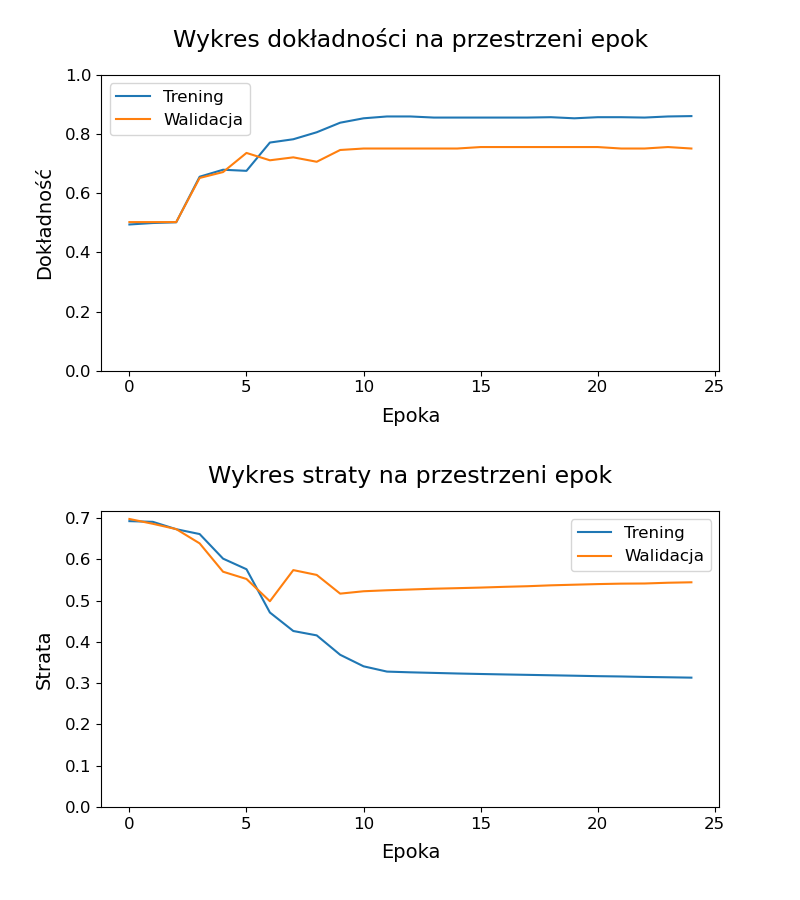 Wykres dokładności na przestrzeni epok
1.0
0.8
0.6
0.4
0.2
0.0
Dokładność
Trening
Walidacja
0 5 10 15 20 25
Epoka
Wykres straty na przestrzeni epok
0.7
0.6
0.5
0.4
0.3
0.2
0.1
0.0
Strata
Trening
Walidacja
0 5 10 15 20 25
Epoka